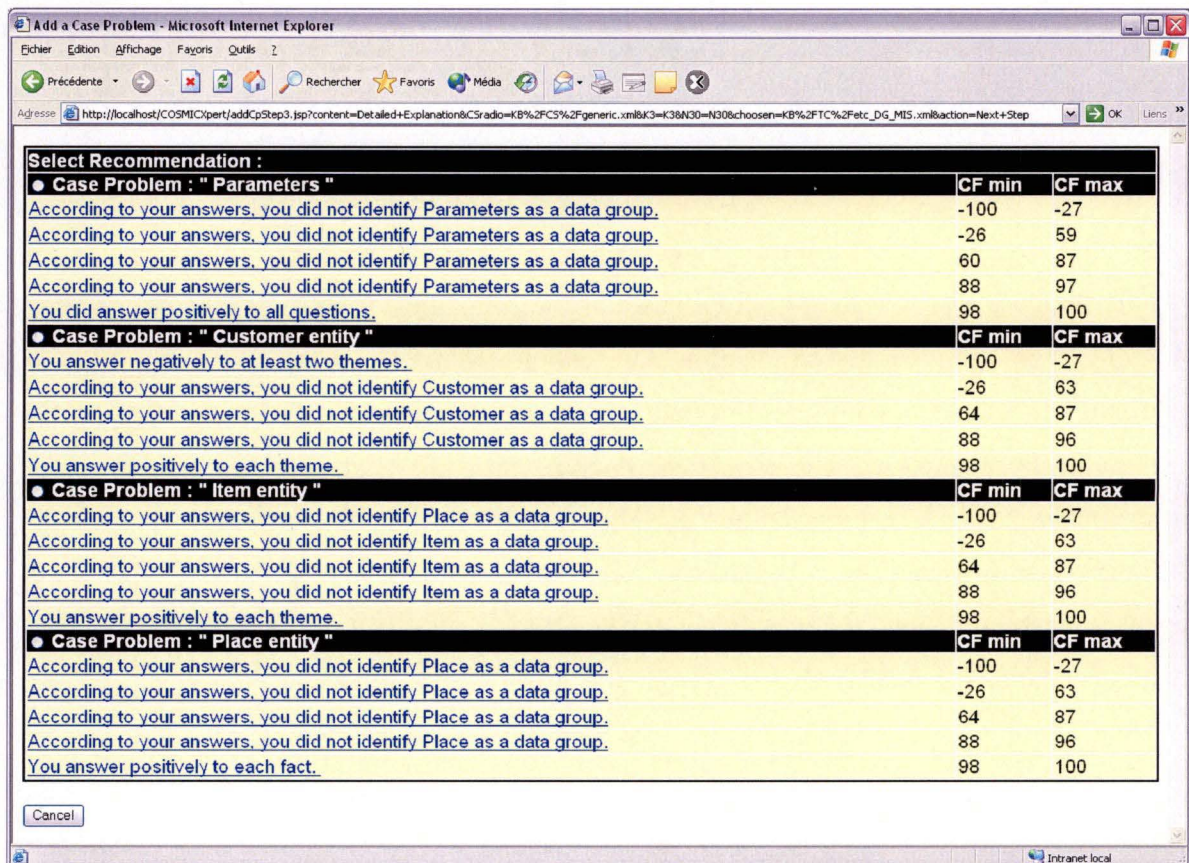 Add a Case Problem - Microsoft Internet Explorer
Fichier Edition Affichage Favoris Outils ?
Précédente Rechercher Favoris Média
Adresse http://localhost/COSMICXpert/addCpStep3.jsp?content=Detailed+Explanation&CSradio=KB%2FCS%2Fgeneric.xml&K3=K3&N30=N30&choosen=KB%2FTC%2Fetc_DG_MIS.xml&action=Next+Step OK Liens »
Select Recommendation :
● Case Problem : " Parameters " CF min CF max
According to your answers, you did not identify Parameters as a data group. -100 -27
According to your answers, you did not identify Parameters as a data group. -26 59
According to your answers, you did not identify Parameters as a data group. 60 87
According to your answers, you did not identify Parameters as a data group. 88 97
You did answer positively to all questions. 98 100
● Case Problem : " Customer entity " CF min CF max
You answer negatively to at least two themes. -100 -27
According to your answers, you did not identify Customer as a data group. -26 63
According to your answers, you did not identify Customer as a data group. 64 87
According to your answers, you did not identify Customer as a data group. 88 96
You answer positively to each theme. 98 100
● Case Problem : " Item entity " CF min CF max
According to your answers, you did not identify Place as a data group. -100 -27
According to your answers, you did not identify Item as a data group. -26 63
According to your answers, you did not identify Item as a data group. 64 87
According to your answers, you did not identify Item as a data group. 88 96
You answer positively to each theme. 98 100
● Case Problem : " Place entity " CF min CF max
According to your answers, you did not identify Place as a data group. -100 -27
According to your answers, you did not identify Place as a data group. -26 63
According to your answers, you did not identify Place as a data group. 64 87
According to your answers, you did not identify Place as a data group. 88 96
You answer positively to each fact. 98 100
Cancel
Intranet local